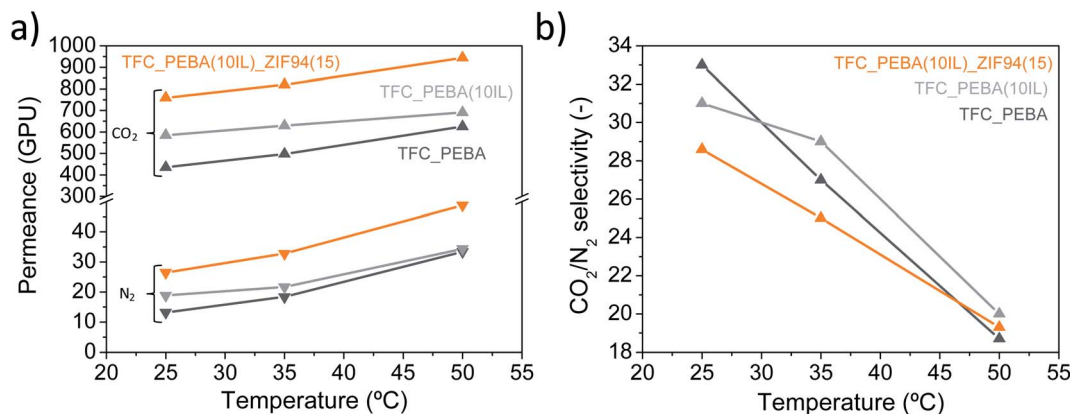 a)
Permeance (GPU)
1000
900
800
700
600
500
400
300
40
30
20
10
0
TFC_PEBA(10IL)_ZIF94(15)
TFC_PEBA(10IL)
CO₂
TFC_PEBA
N₂
20 25 30 35 40 45 50 55
Temperature (ºC)
b)
CO₂/N₂ selectivity (-)
34
32
30
28
26
24
22
20
18
TFC_PEBA(10IL)_ZIF94(15)
TFC_PEBA(10IL)
TFC_PEBA
20 25 30 35 40 45 50 55
Temperature (ºC)